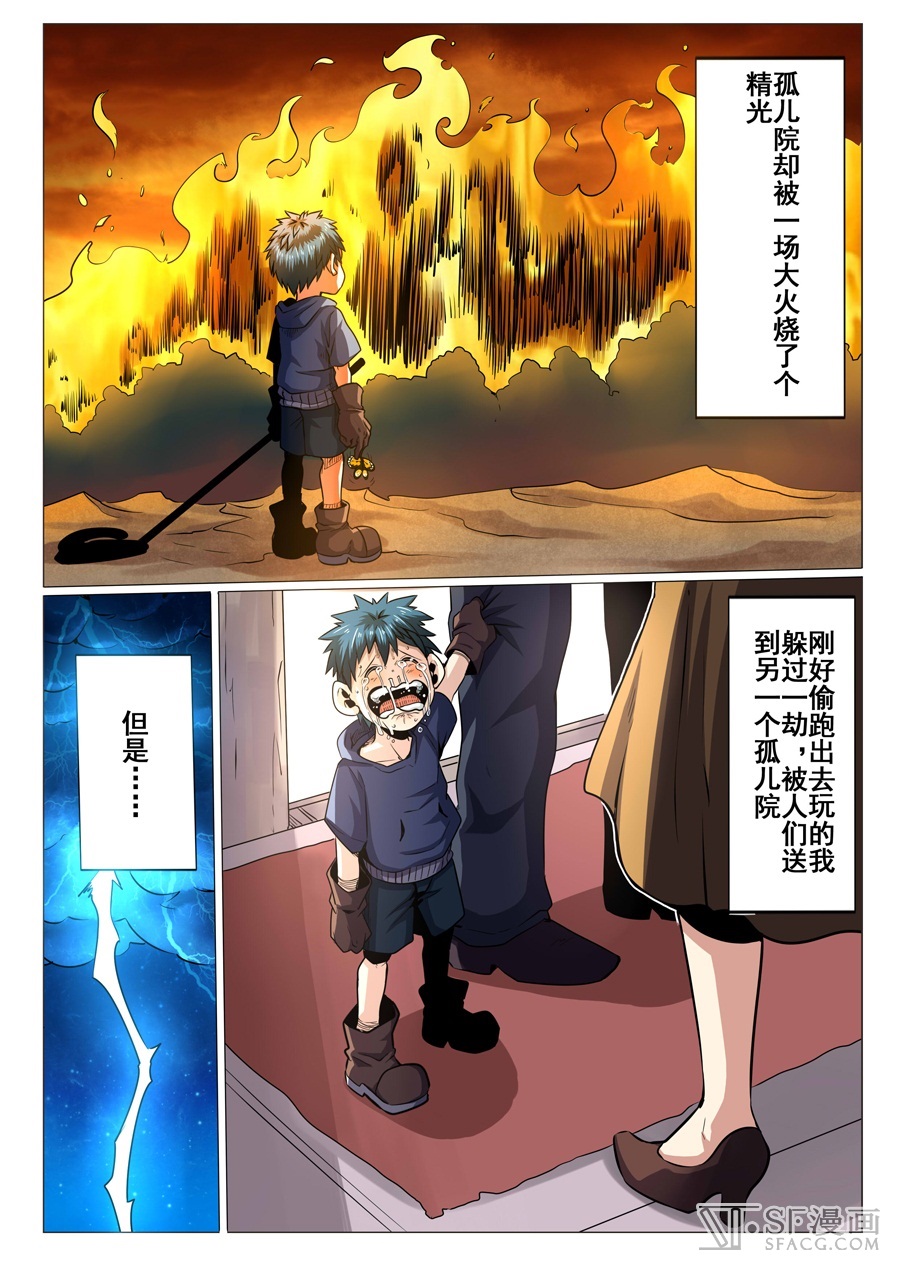 孤儿院却被一场大火烧了个
精光
刚好偷跑出去玩的我
躲过一劫，被人们送
到另一个孤儿院
但是……
SF漫画
SFACG.COM